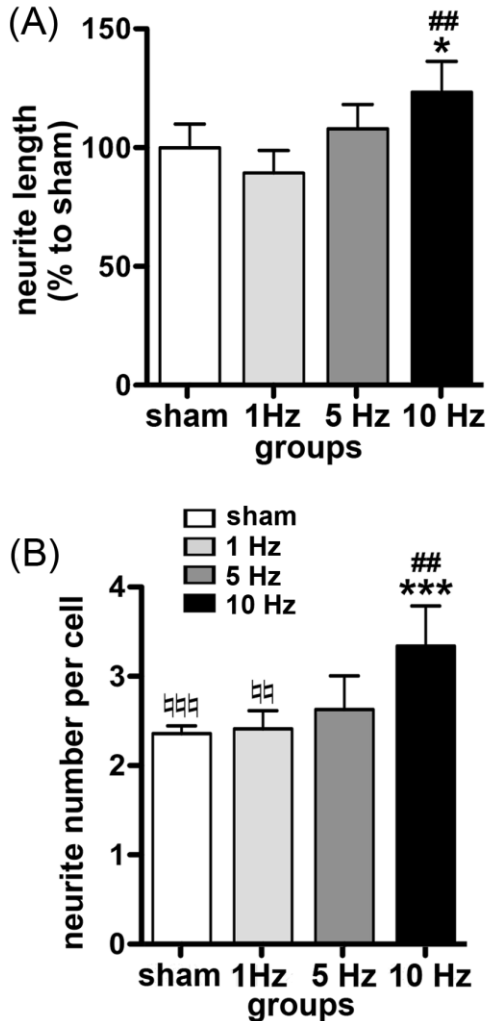 (A)
neurite length
(% to sham)
150
100
50
0
##
*
sham 1Hz 5 Hz 10 Hz
groups
(B)
sham
1 Hz
5 Hz
10 Hz
neurite number per cell
4
3
2
1
0
♮♮♮ ♮♮
##
***
sham 1Hz 5 Hz 10 Hz
groups